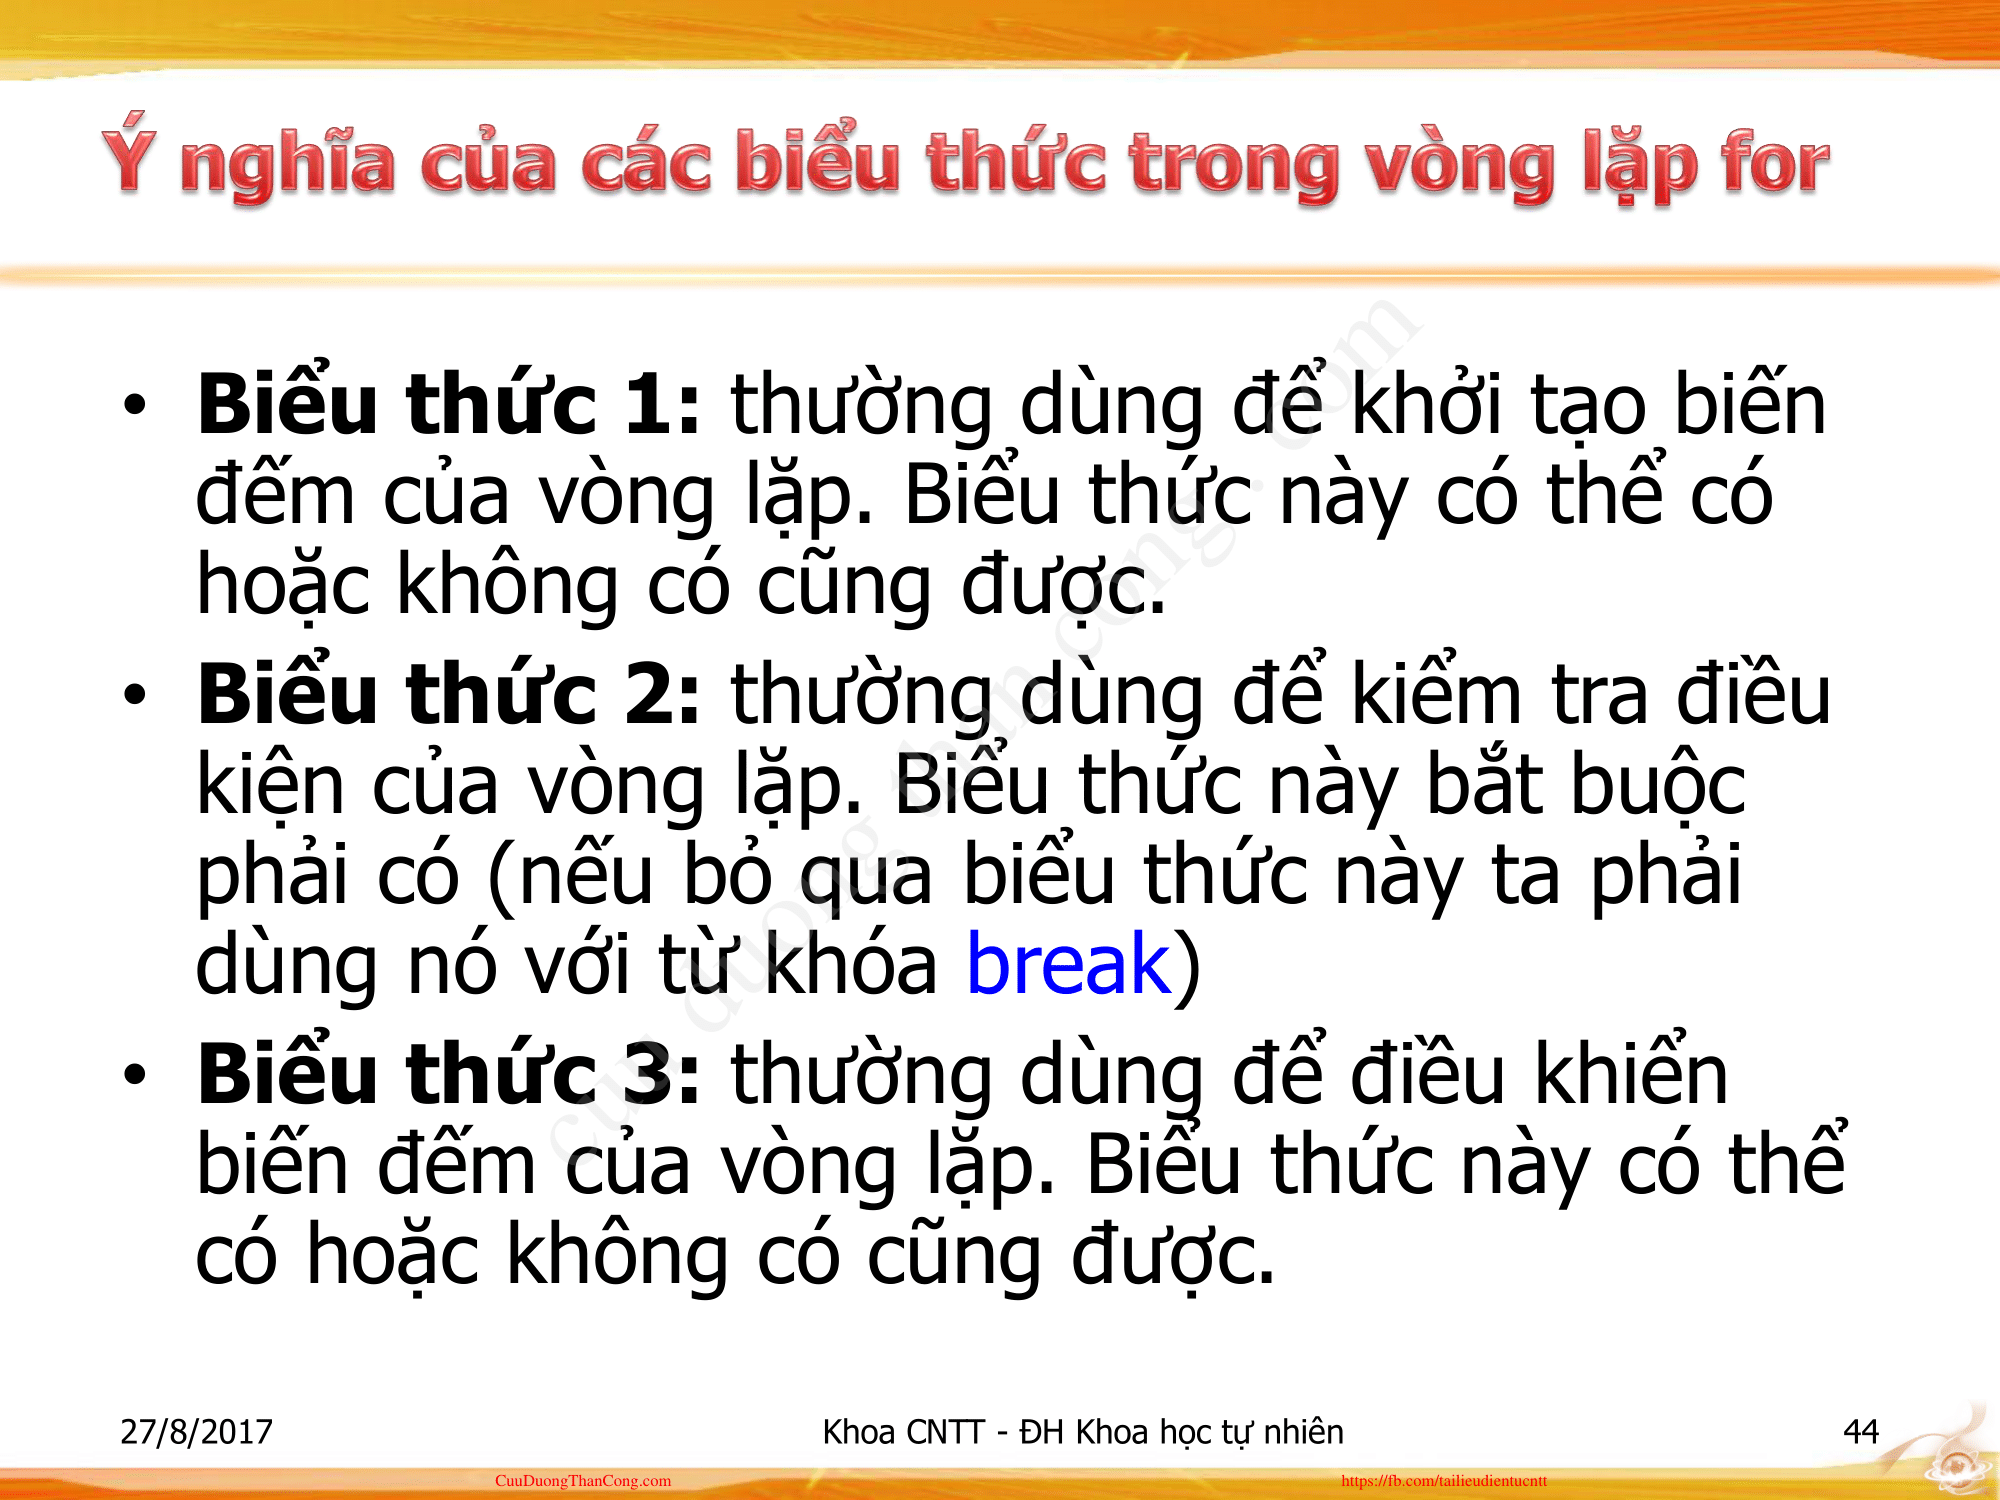 Ý nghĩa của các biểu thức trong vòng lặp for
• Biểu thức 1: thường dùng để khởi tạo biến
đếm của vòng lặp. Biểu thức này có thể có
hoặc không có cũng được.
• Biểu thức 2: thường dùng để kiểm tra điều
kiện của vòng lặp. Biểu thức này bắt buộc
phải có (nếu bỏ qua biểu thức này ta phải
dùng nó với từ khóa break)
• Biểu thức 3: thường dùng để điều khiển
biến đếm của vòng lặp. Biểu thức này có thể
có hoặc không có cũng được.
cuu duong than cong . com
27/8/2017
Khoa CNTT - ĐH Khoa học tự nhiên
44
CuuDuongThanCong.com
https://fb.com/tailieudientucntt